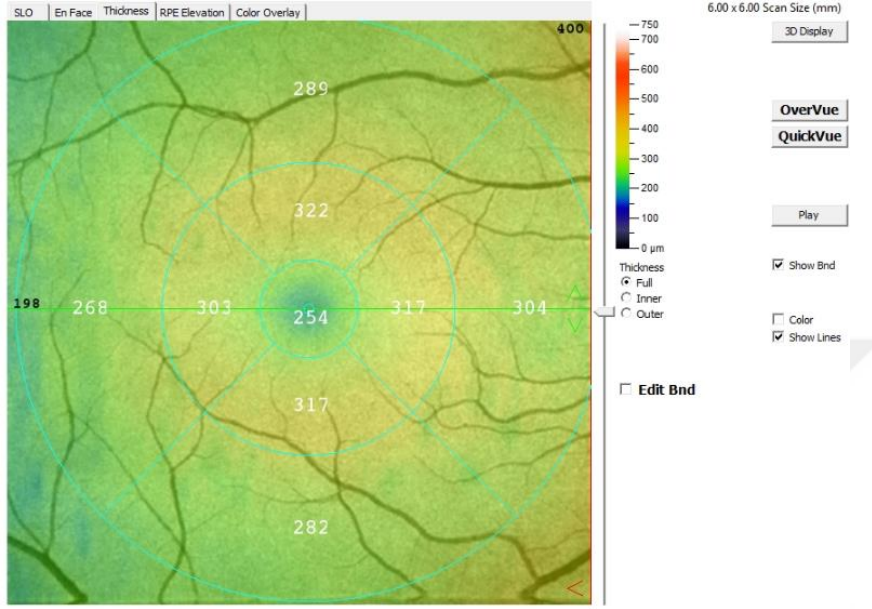 6.00 x 6.00 Scan Size (mm)
SLO En Face Thickness RPE Elevation Color Overlay
400
289
322
198 268 303 317 304
254
317
282
750
700
600
500
400
300
200
100
0 µm
Thickness
Full
Inner
Outer
Edit Bnd
3D Display
OverVue
QuickVue
Play
Show Bnd
Color
Show Lines